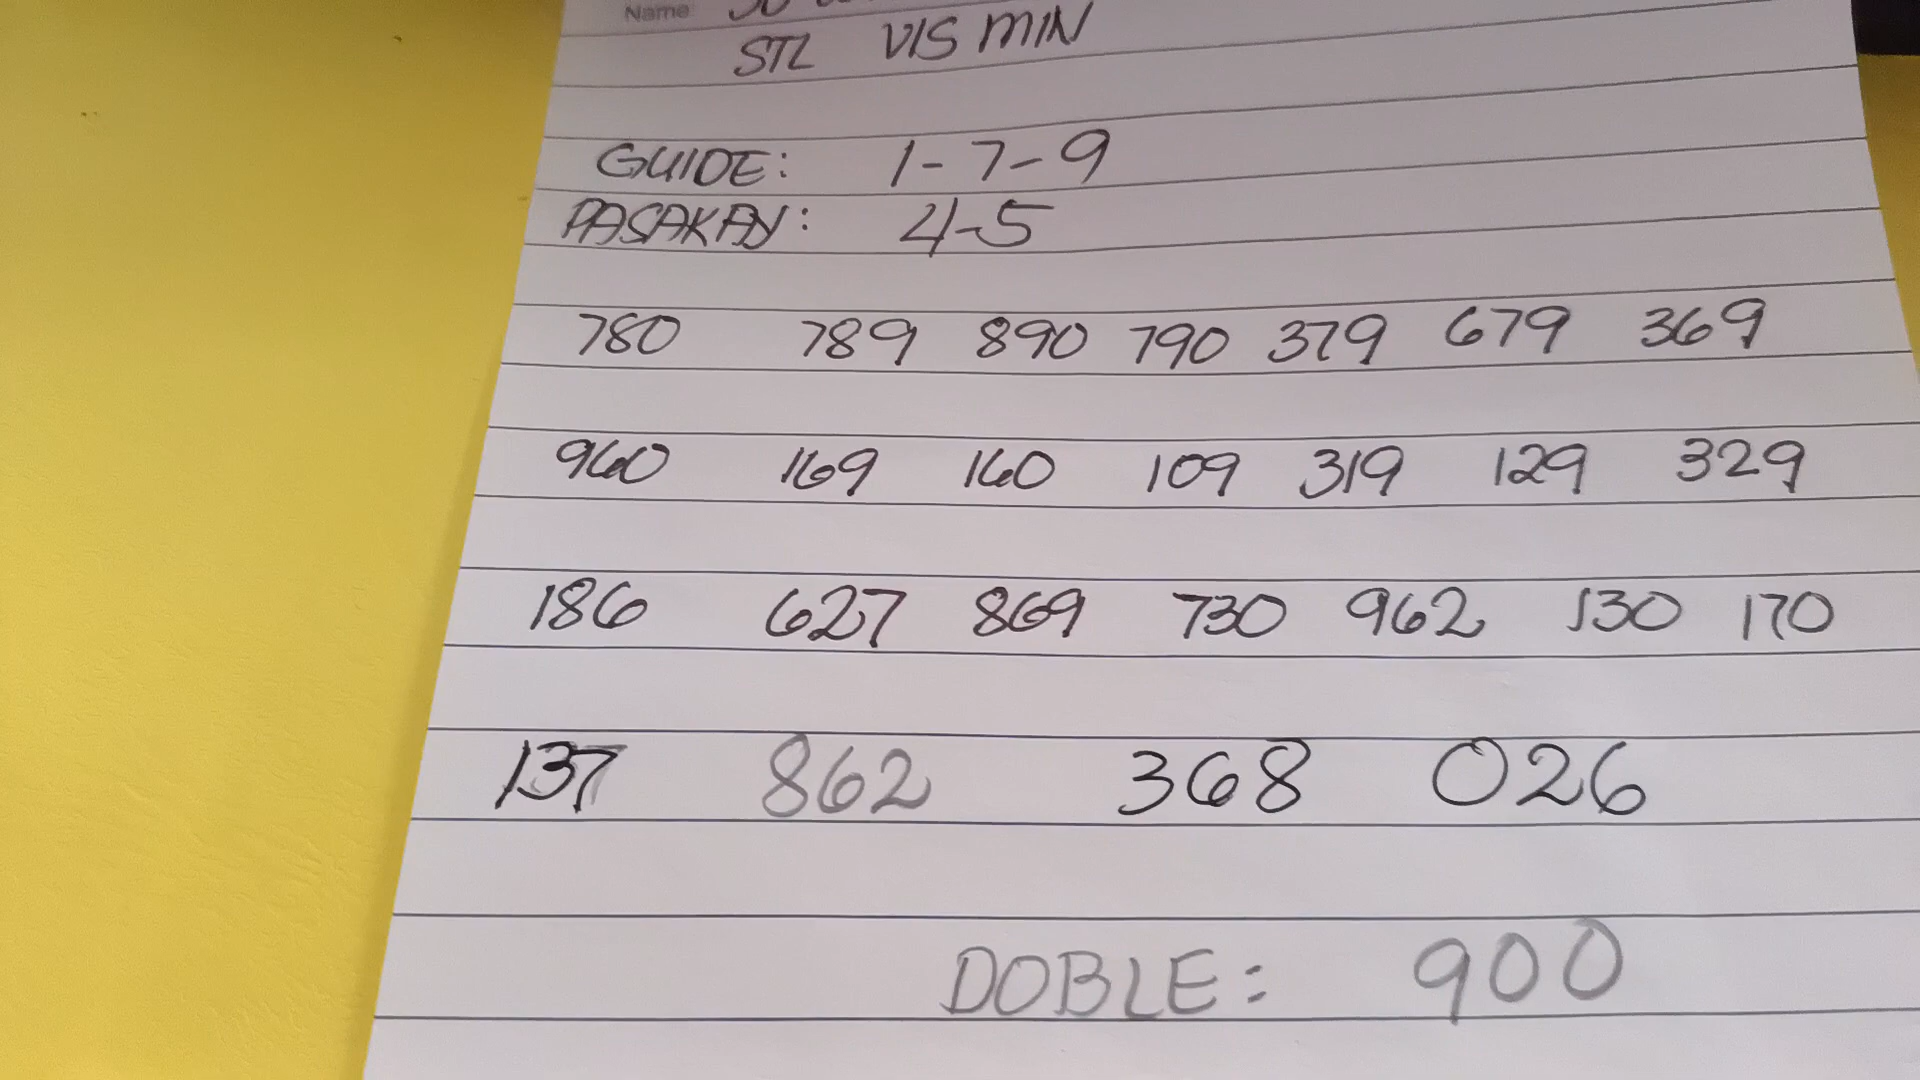 Name
STL VIS MIN
GUIDE: 1-7-9
PASAKAY: 4-5
780 789 890 790 379 679 369
960 169 160 109 319 129 329
186 627 869 730 962 130 170
137 862 368 026
DOBLE: 900